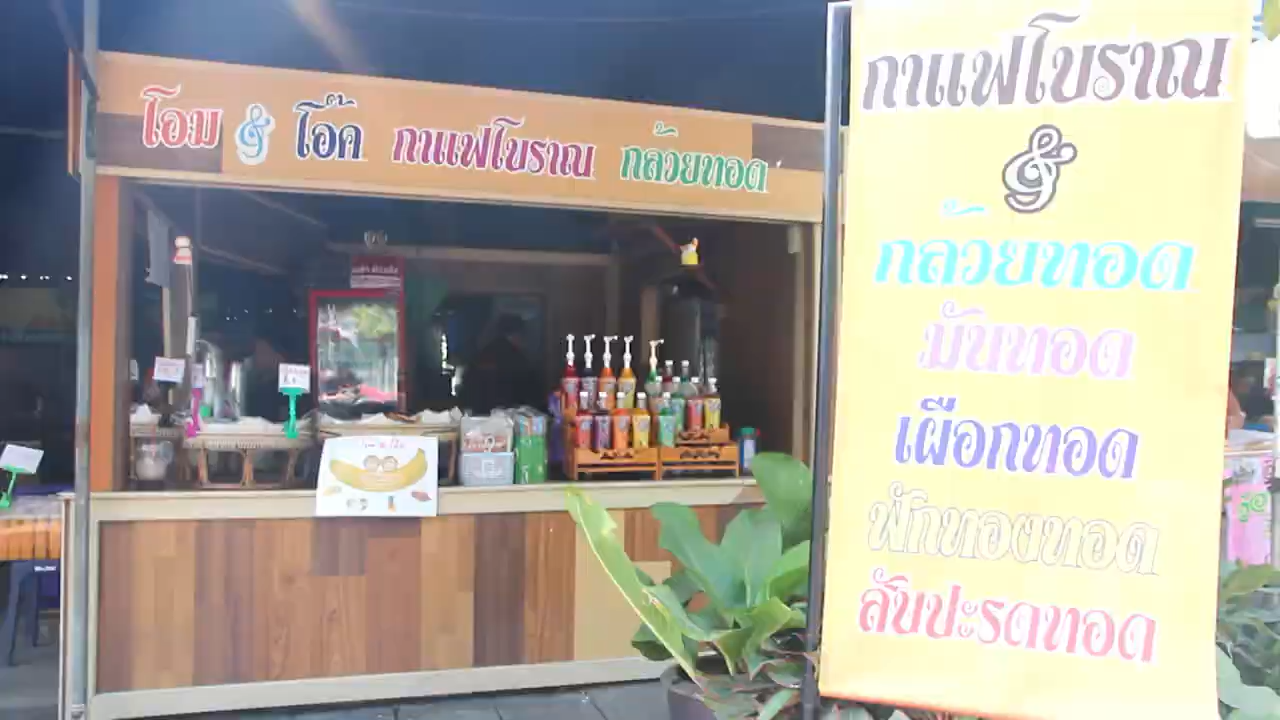 โอม & โอ๊ค กาแฟโบราณ กล้วยทอด
กาแฟโบราณ
&
กล้วยทอด
มันทอด
เผือกทอด
ฟักทองทอด
สับปะรดทอด